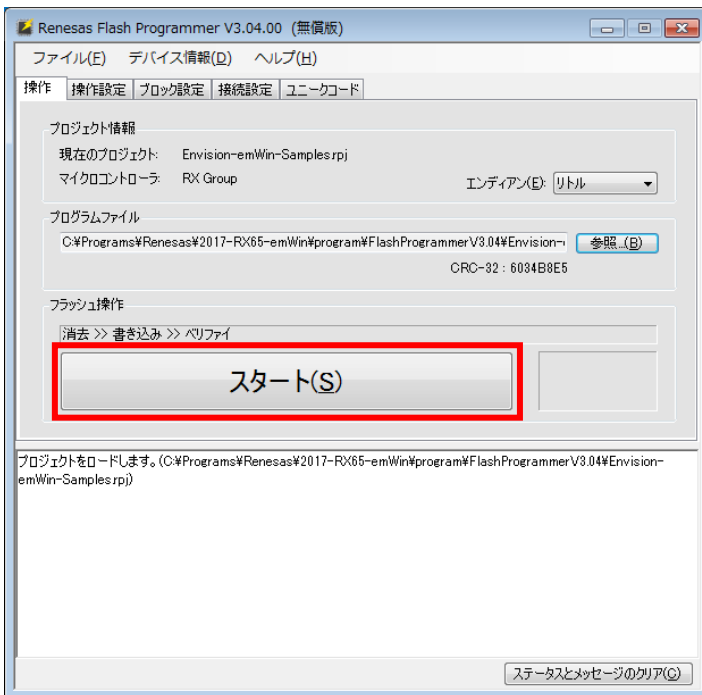 Renesas Flash Programmer V3.04.00 (無償版)
ファイル(F) デバイス情報(D) ヘルプ(H)
操作 操作設定 ブロック設定 接続設定 ユニークコード
プロジェクト情報
現在のプロジェクト: Envision-emWin-Samples.rpj
マイクロコントローラ: RX Group
エンディアン(E): リトル
プログラムファイル
C:¥Programs¥Renesas¥2017-RX65-emWin¥program¥FlashProgrammerV3.04¥Envision- 参照...(B)
CRC-32 : 6034B8E5
フラッシュ操作
消去 >> 書き込み >> ベリファイ
スタート(S)
プロジェクトをロードします。(C:¥Programs¥Renesas¥2017-RX65-emWin¥program¥FlashProgrammerV3.04¥Envision-
emWin-Samples.rpj)
ステータスとメッセージのクリア(C)